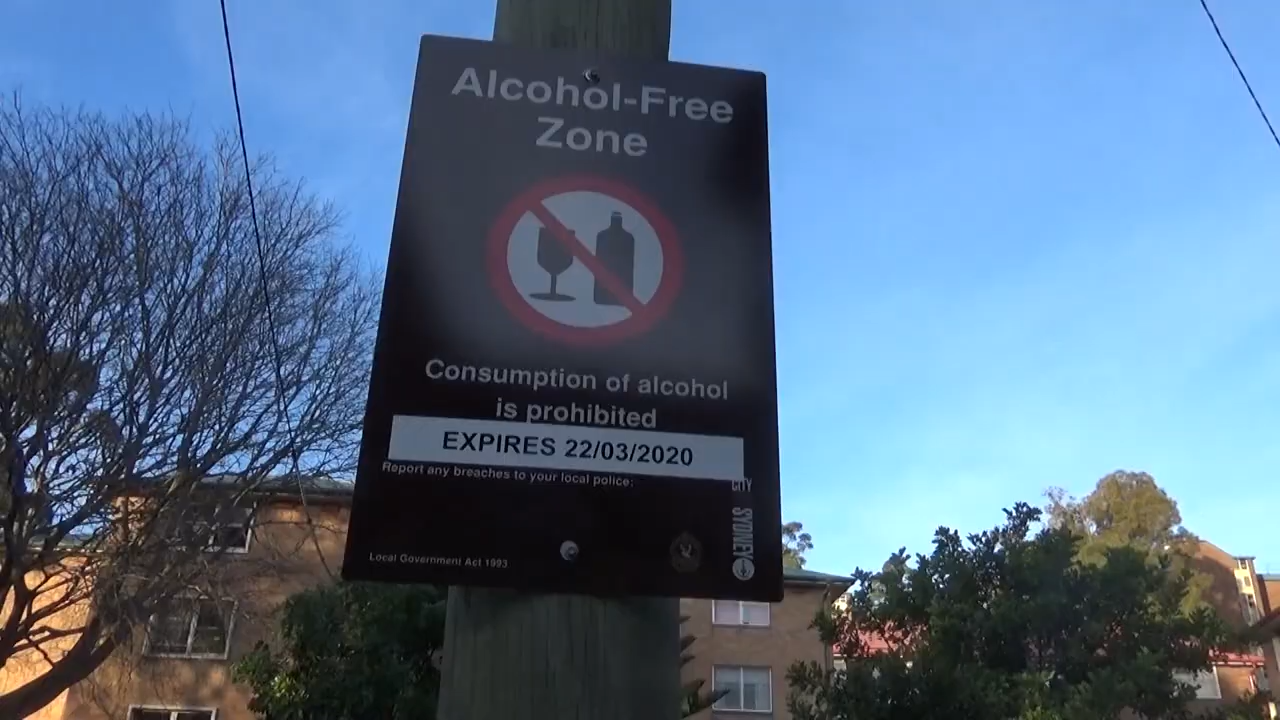 Alcohol-Free
Zone
Consumption of alcohol
is prohibited
EXPIRES 22/03/2020
Report any breaches to your local police:
CITY
SYDNEY
Local Government Act 1993